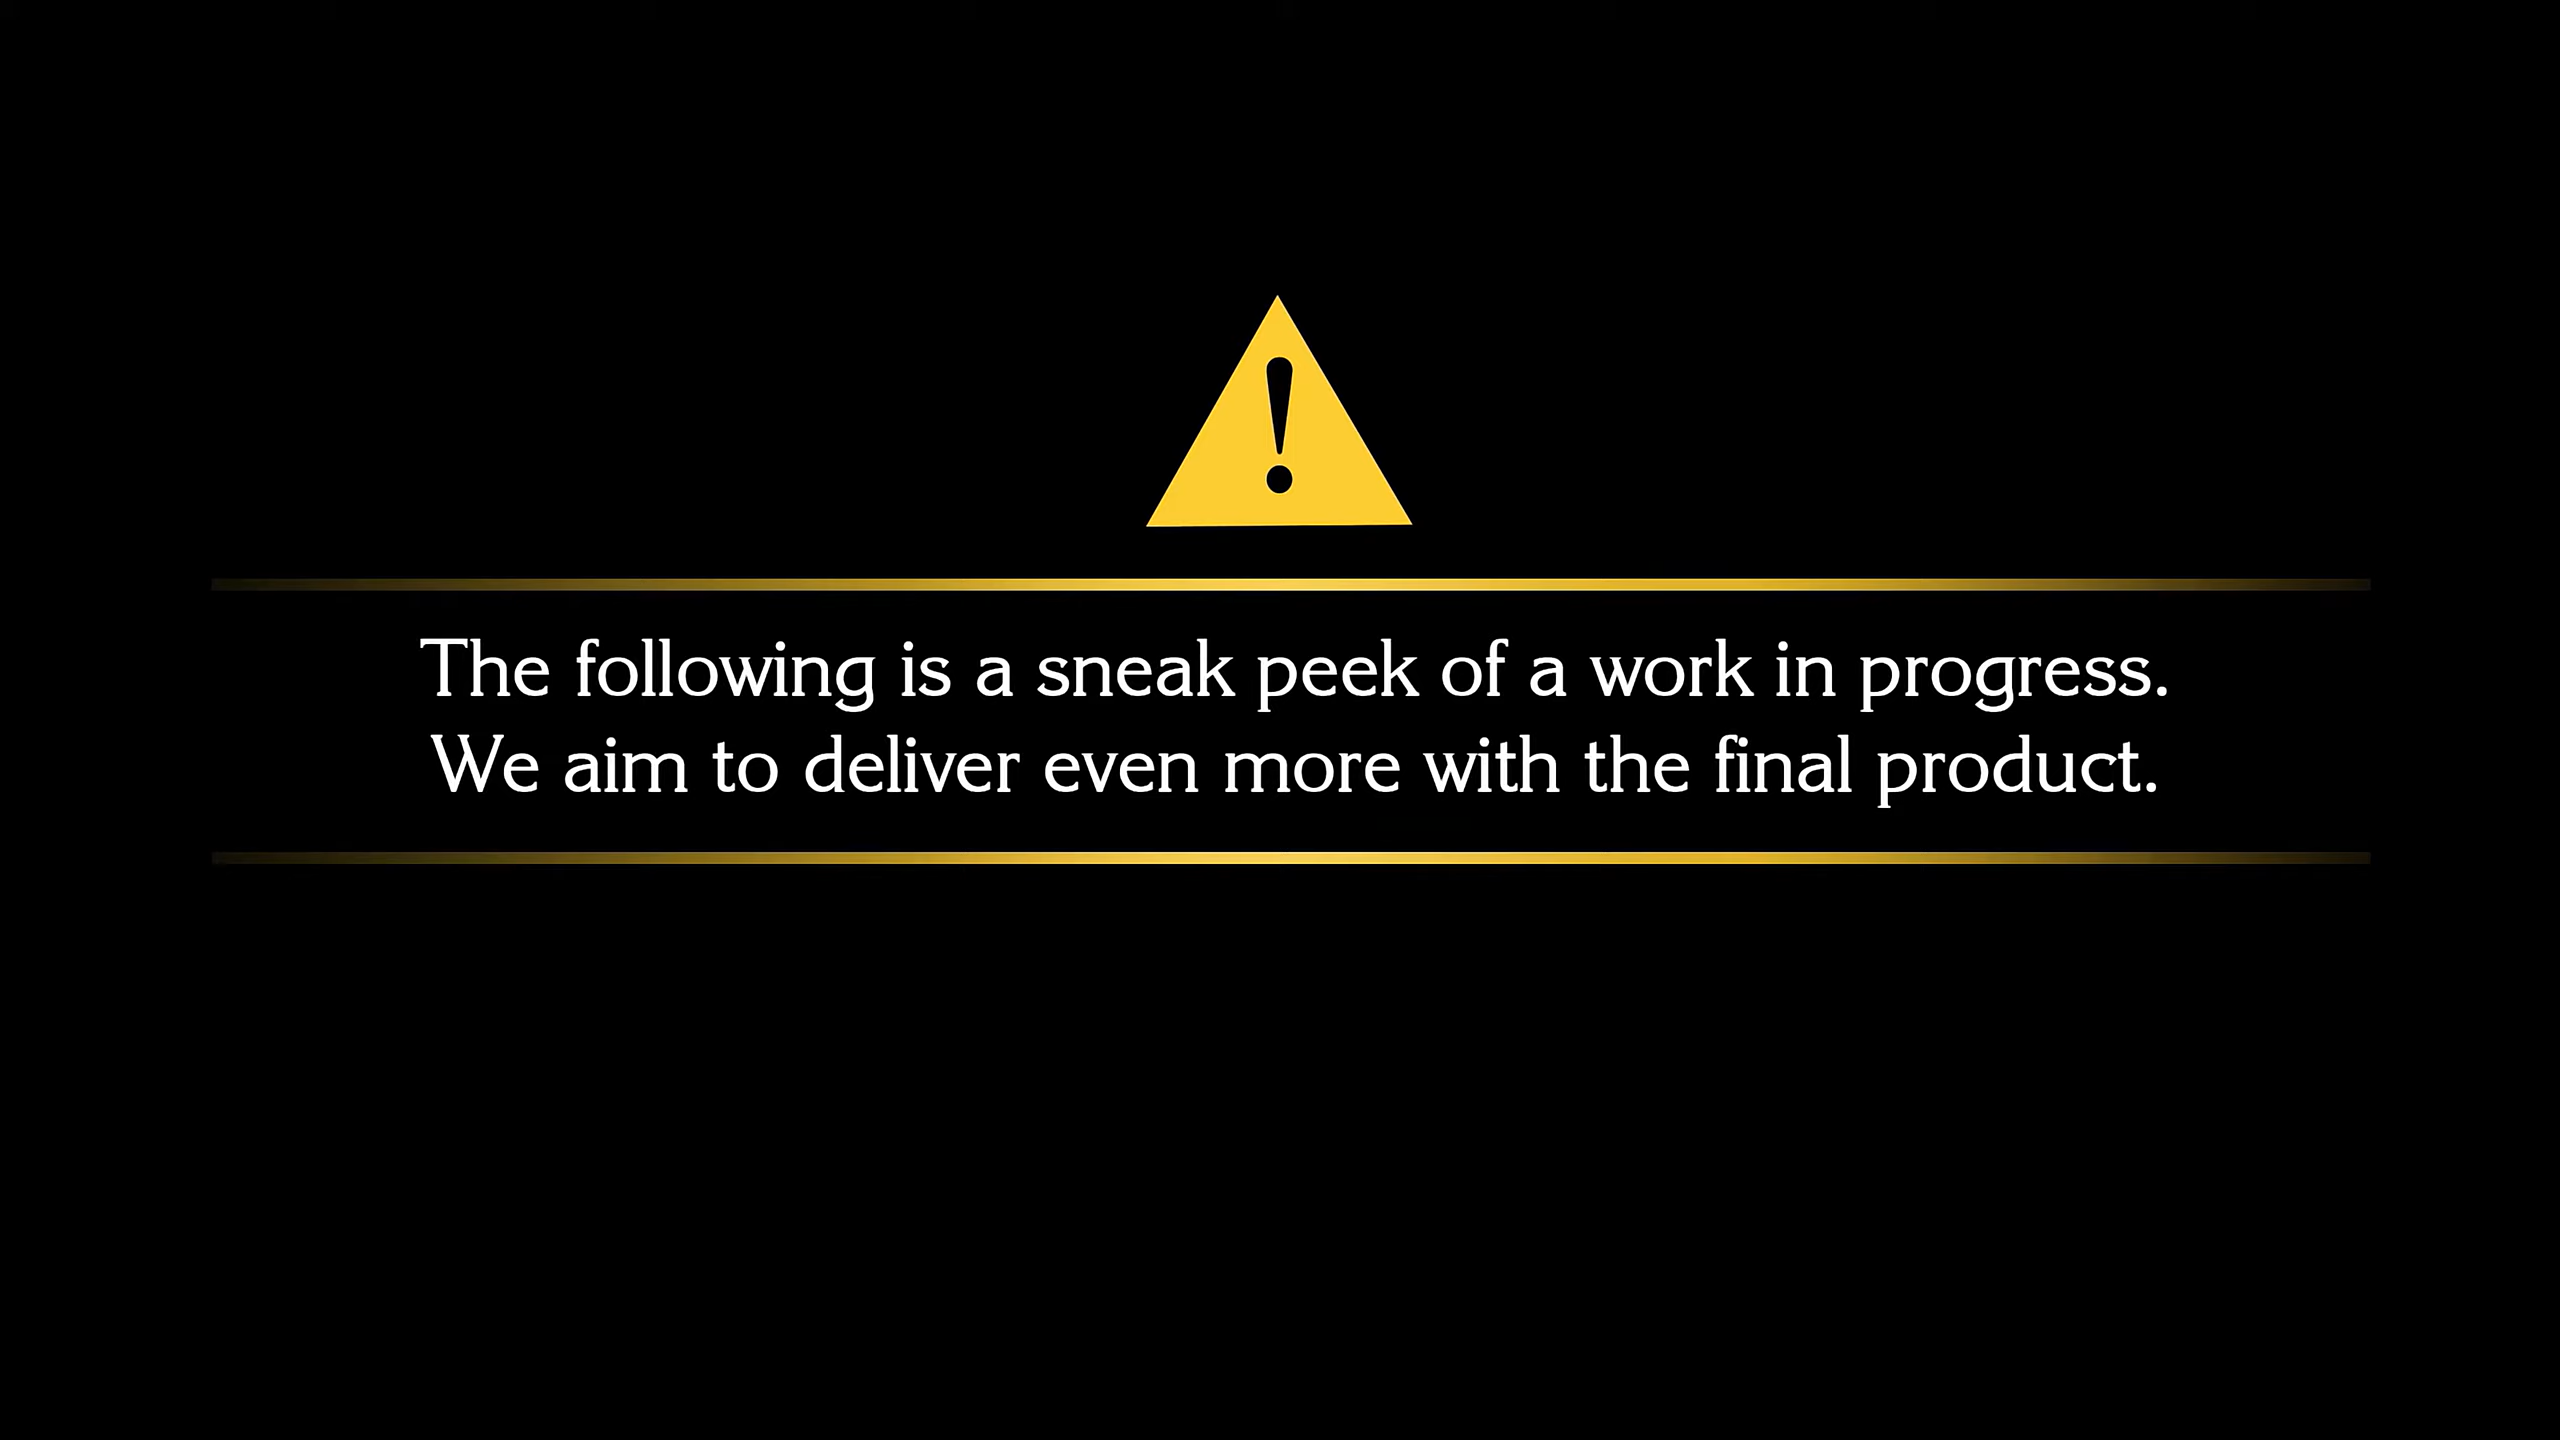 !
The following is a sneak peek of a work in progress.
We aim to deliver even more with the final product.